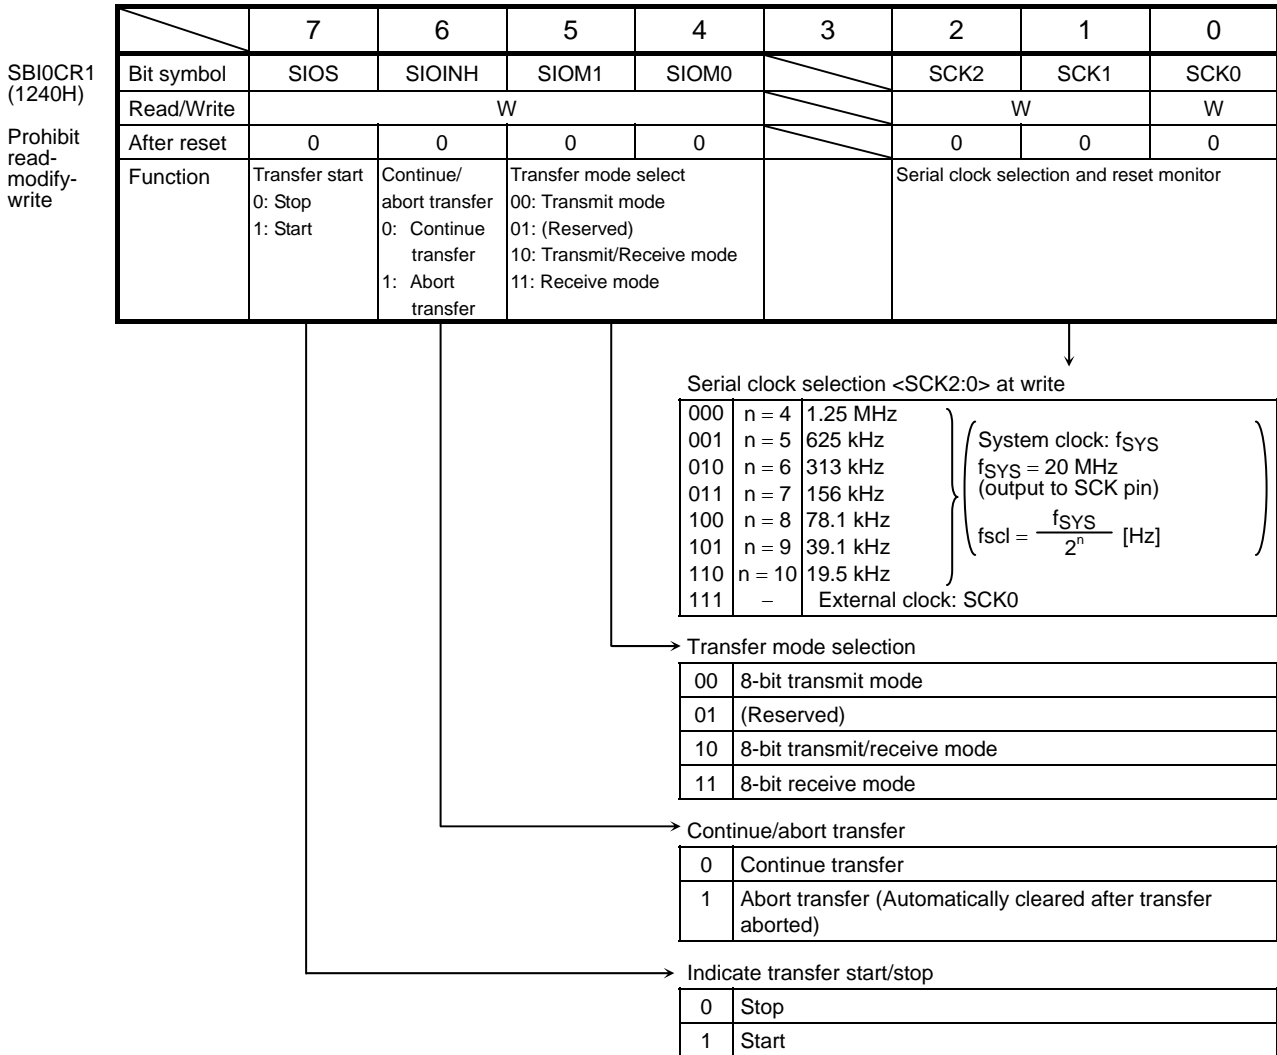 7 6 5 4 3 2 1 0
SBI0CR1
(1240H)
Prohibit
read-
modify-
write
Bit symbol SIOS SIOINH SIOM1 SIOM0 SCK2 SCK1 SCK0
Read/Write W W W
After reset 0 0 0 0 0 0 0
Function
Transfer start
0: Stop
1: Start
Continue/
abort transfer
0: Continue
transfer
1: Abort
transfer
Transfer mode select
00: Transmit mode
01: (Reserved)
10: Transmit/Receive mode
11: Receive mode
Serial clock selection and reset monitor
Serial clock selection <SCK2:0> at write
000 n = 4 1.25 MHz
001 n = 5 625 kHz
010 n = 6 313 kHz
011 n = 7 156 kHz
100 n = 8 78.1 kHz
101 n = 9 39.1 kHz
110 n = 10 19.5 kHz
111 – External clock: SCK0
System clock: fSYS
fSYS = 20 MHz
(output to SCK pin)
fscl = fSYS / 2^n [Hz]
Transfer mode selection
00 8-bit transmit mode
01 (Reserved)
10 8-bit transmit/receive mode
11 8-bit receive mode
Continue/abort transfer
0 Continue transfer
1 Abort transfer (Automatically cleared after transfer
aborted)
Indicate transfer start/stop
0 Stop
1 Start